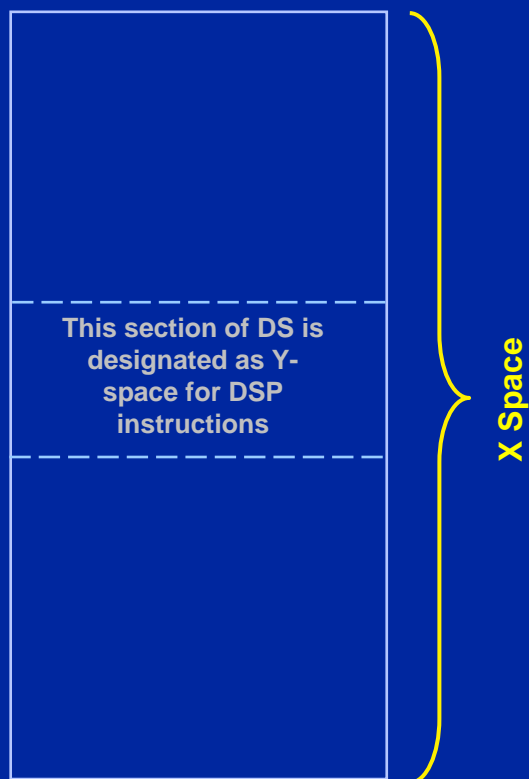 This section of DS is
designated as Y-
space for DSP
instructions
X Space